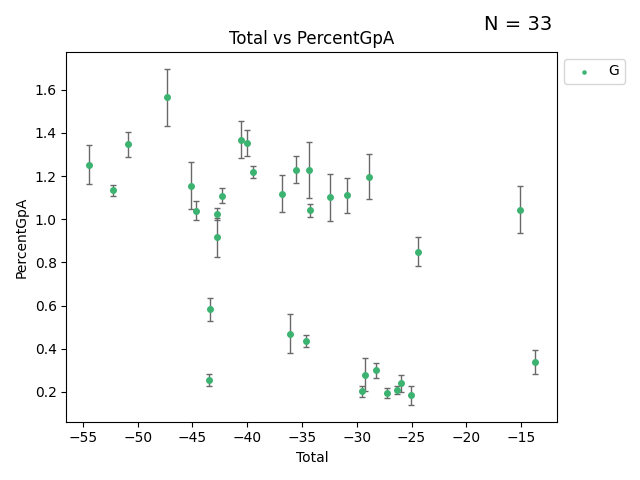 N = 33
Total vs PercentGpA
G
PercentGpA
1.6
1.4
1.2
1.0
0.8
0.6
0.4
0.2
−55 −50 −45 −40 −35 −30 −25 −20 −15
Total